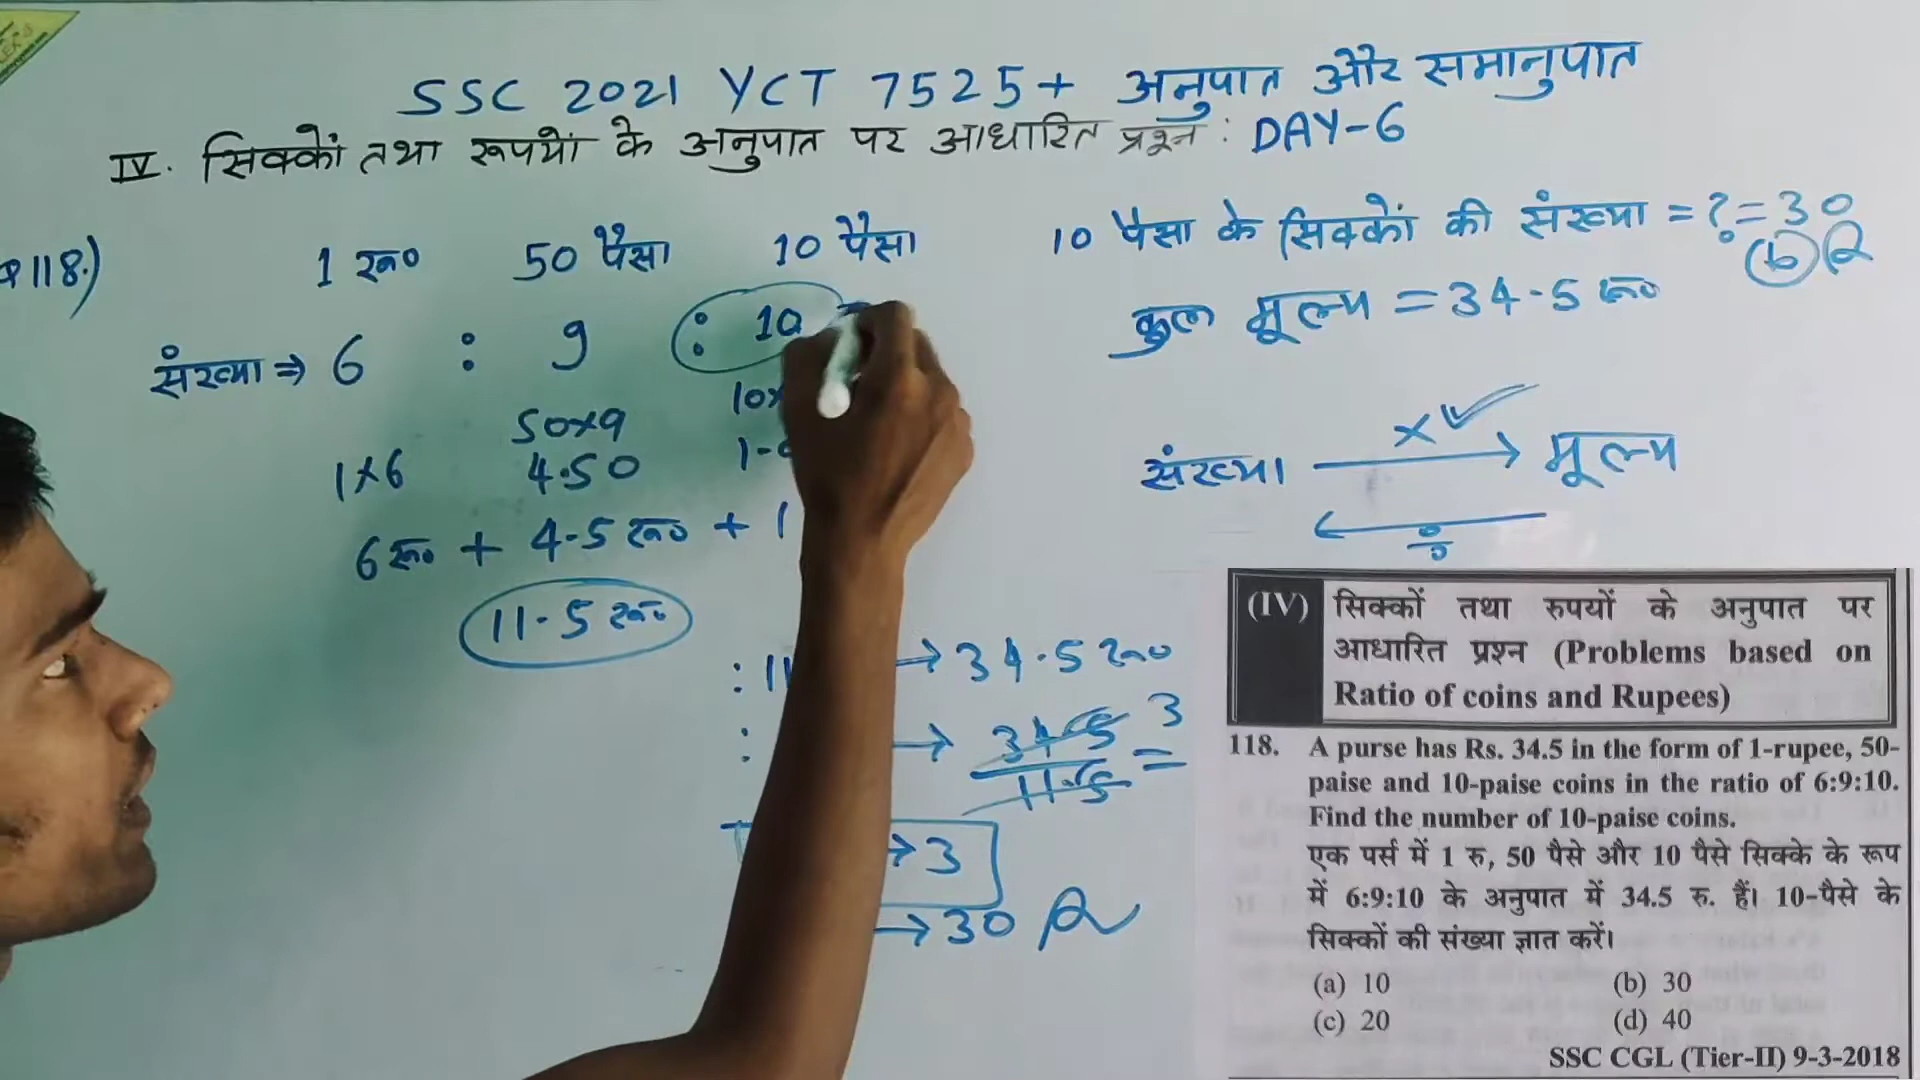 SSC 2021 YCT 7525+ अनुपात और समानुपात
IV. सिक्कों तथा रूपयों के अनुपात पर आधारित प्रश्न : DAY-6
118.)
1 रू० 50 पैसा 10 पैसा
संख्या ⇒ 6 : 9 : 10
50×9 10×
1×6 4.50
6रू० + 4.5 रू० + 1
11.5 रू०
10 पैसा के सिक्कों की संख्या = ? = 30
(b)
कुल मूल्य = 34.5 रू०
संख्या × → मूल्य
← ÷
: 11 → 34.5 रू०
: → 34.5/11.5 = 3
→ 3
→ 30
(IV) सिक्कों तथा रुपयों के अनुपात पर
आधारित प्रश्न (Problems based on
Ratio of coins and Rupees)
118. A purse has Rs. 34.5 in the form of 1-rupee, 50-
paise and 10-paise coins in the ratio of 6:9:10.
Find the number of 10-paise coins.
एक पर्स में 1 रु, 50 पैसे और 10 पैसे सिक्के के रूप
में 6:9:10 के अनुपात में 34.5 रु. हैं। 10-पैसे के
सिक्कों की संख्या ज्ञात करें।
(a) 10 (b) 30
(c) 20 (d) 40
SSC CGL (Tier-II) 9-3-2018